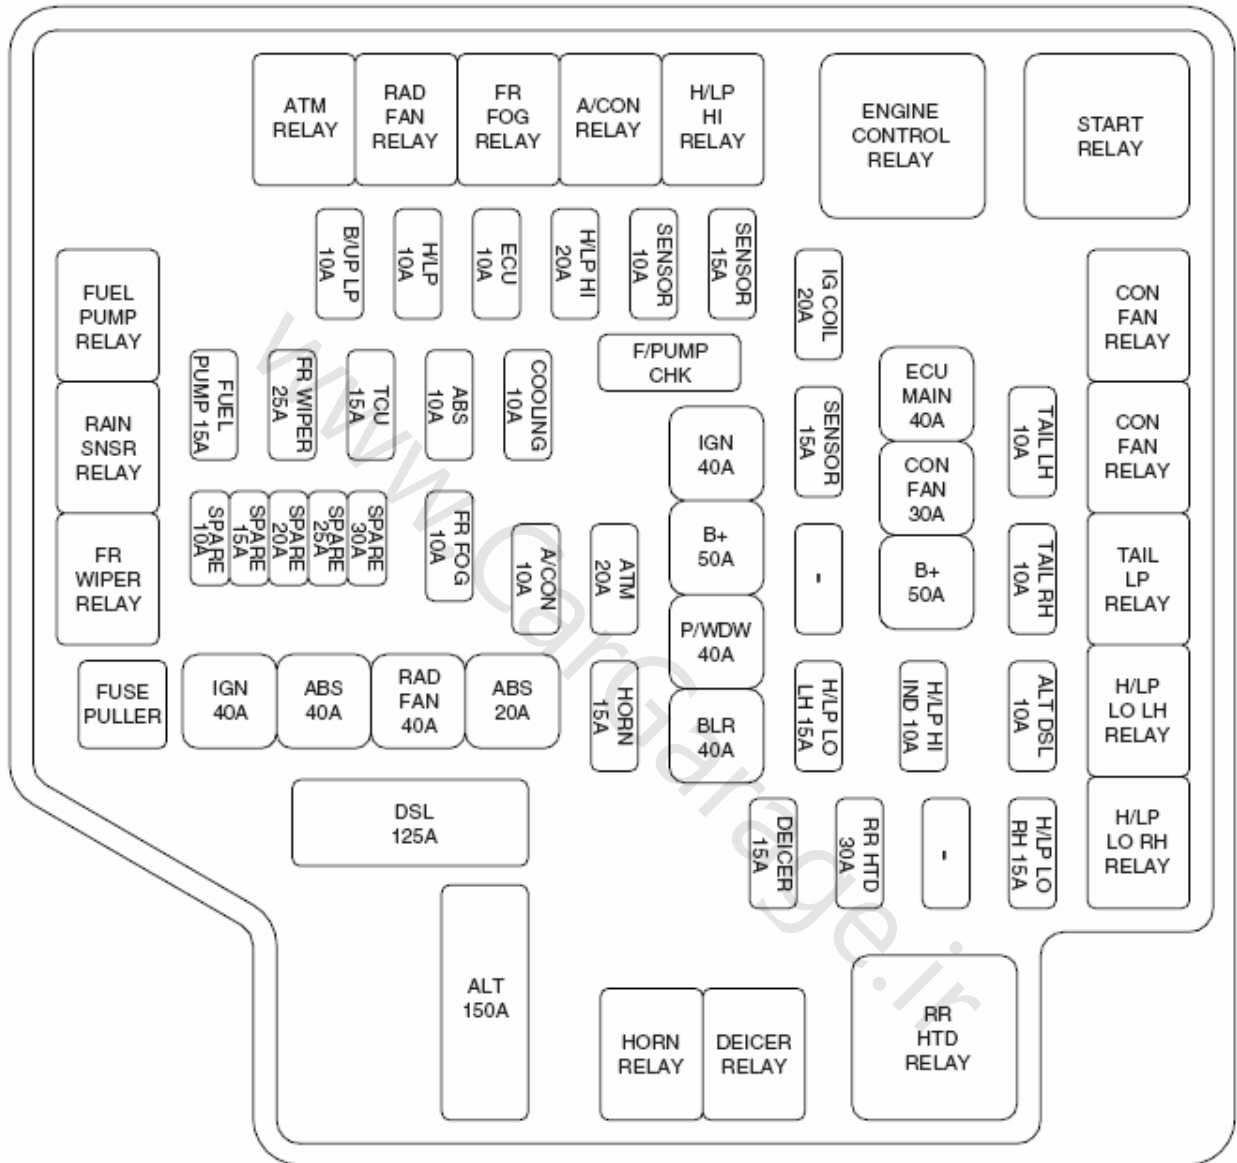 ATM
RELAY
RAD
FAN
RELAY
FR
FOG
RELAY
A/CON
RELAY
H/LP
HI
RELAY
ENGINE
CONTROL
RELAY
START
RELAY
B/UP LP
10A
H/LP
10A
ECU
10A
H/LP HI
20A
SENSOR
10A
SENSOR
15A
IG COIL
20A
FUEL
PUMP
RELAY
CON
FAN
RELAY
F/PUMP
CHK
FUEL
PUMP 15A
FR WIPER
25A
TCU
15A
ABS
10A
COOLING
10A
ECU
MAIN
40A
RAIN
SNSR
RELAY
IGN
40A
SENSOR
15A
CON
FAN
30A
TAIL LH
10A
CON
FAN
RELAY
SPARE
10A
SPARE
15A
SPARE
20A
SPARE
25A
SPARE
30A
FR FOG
10A
A/CON
10A
ATM
20A
B+
50A
-
B+
50A
TAIL RH
10A
TAIL
LP
RELAY
FR
WIPER
RELAY
P/WDW
40A
FUSE
PULLER
IGN
40A
ABS
40A
RAD
FAN
40A
ABS
20A
HORN
15A
BLR
40A
H/LP LO
LH 15A
H/LP HI
IND 10A
ALT DSL
10A
H/LP
LO LH
RELAY
DSL
125A
DEICER
15A
RR HTD
30A
-
H/LP LO
RH 15A
H/LP
LO RH
RELAY
ALT
150A
HORN
RELAY
DEICER
RELAY
RR
HTD
RELAY
www.CarGarage.ir